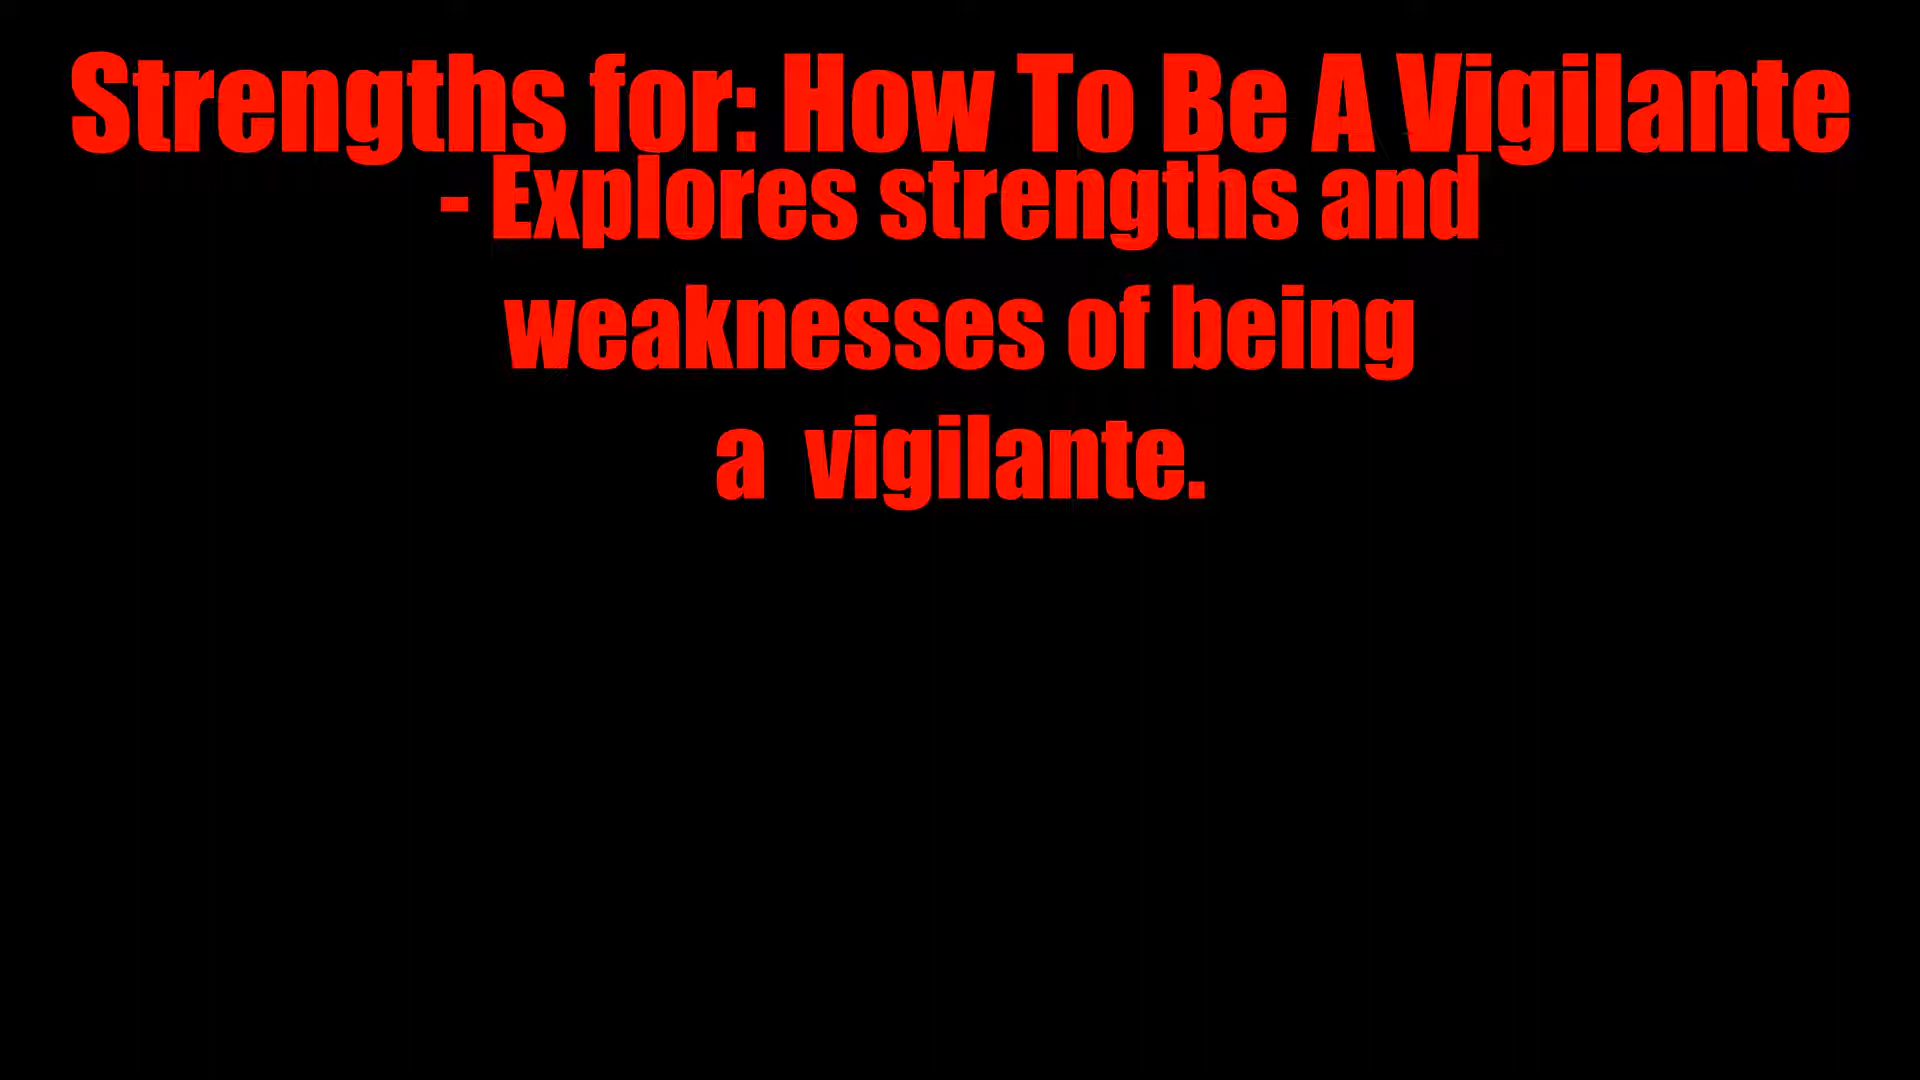 Strengths for: How To Be A Vigilante
- Explores strengths and
weaknesses of being
a  vigilante.